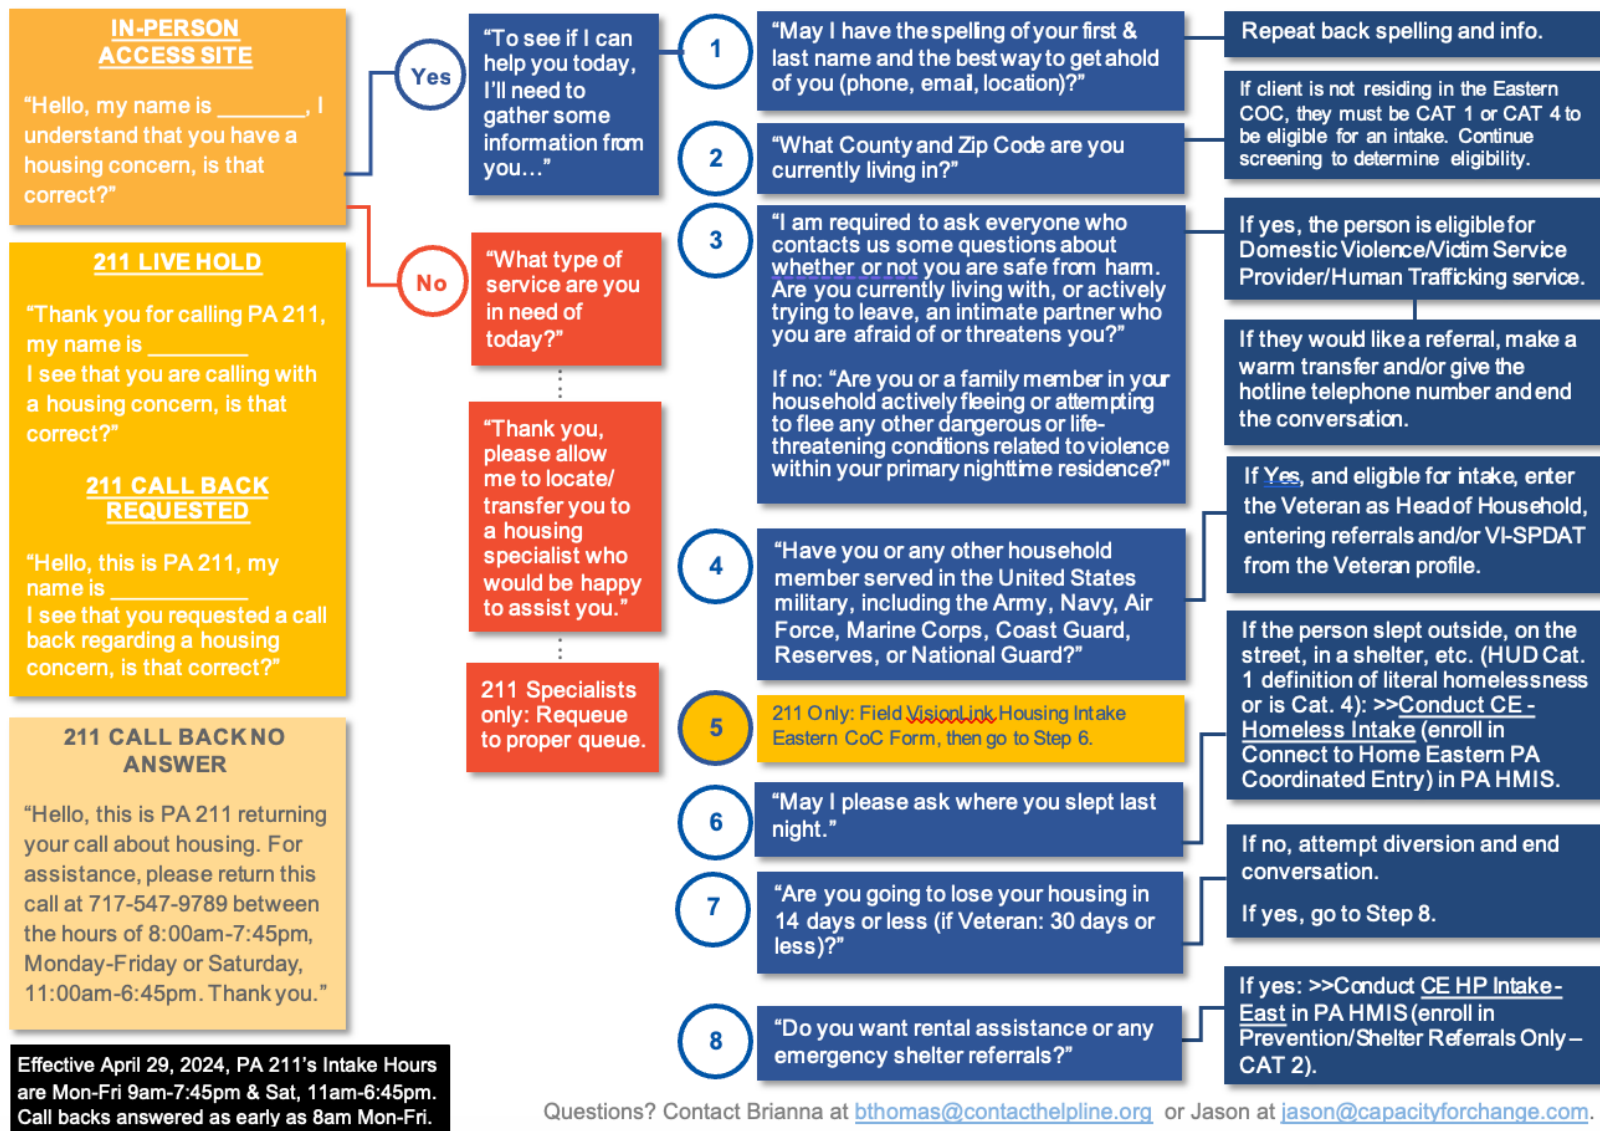 IN-PERSON
ACCESS SITE
“Hello, my name is _______, I
understand that you have a
housing concern, is that
correct?”
211 LIVE HOLD
“Thank you for calling PA 211,
my name is ________
I see that you are calling with
a housing concern, is that
correct?”
211 CALL BACK
REQUESTED
“Hello, this is PA 211, my
name is ___________
I see that you requested a call
back regarding a housing
concern, is that correct?”
211 CALL BACK NO
ANSWER
“Hello, this is PA 211 returning
your call about housing. For
assistance, please return this
call at 717-547-9789 between
the hours of 8:00am-7:45pm,
Monday-Friday or Saturday,
11:00am-6:45pm. Thank you.”
Effective April 29, 2024, PA 211’s Intake Hours
are Mon-Fri 9am-7:45pm & Sat, 11am-6:45pm.
Call backs answered as early as 8am Mon-Fri.
Yes
“To see if I can
help you today,
I’ll need to
gather some
information from
you…”
No
“What type of
service are you
in need of
today?”
“Thank you,
please allow
me to locate/
transfer you to
a housing
specialist who
would be happy
to assist you.”
211 Specialists
only: Requeue
to proper queue.
1
“May I have the spelling of your first &
last name and the best way to get ahold
of you (phone, email, location)?”
Repeat back spelling and info.
2
“What County and Zip Code are you
currently living in?”
If client is not residing in the Eastern
COC, they must be CAT 1 or CAT 4 to
be eligible for an intake. Continue
screening to determine eligibility.
3
“I am required to ask everyone who
contacts us some questions about
whether or not you are safe from harm.
Are you currently living with, or actively
trying to leave, an intimate partner who
you are afraid of or threatens you?”
If no: “Are you or a family member in your
household actively fleeing or attempting
to flee any other dangerous or life-
threatening conditions related to violence
within your primary nighttime residence?”
If yes, the person is eligible for
Domestic Violence/Victim Service
Provider/Human Trafficking service.
If they would like a referral, make a
warm transfer and/or give the
hotline telephone number and end
the conversation.
4
“Have you or any other household
member served in the United States
military, including the Army, Navy, Air
Force, Marine Corps, Coast Guard,
Reserves, or National Guard?”
If Yes, and eligible for intake, enter
the Veteran as Head of Household,
entering referrals and/or VI-SPDAT
from the Veteran profile.
5
211 Only: Field VisionLink Housing Intake
Eastern CoC Form, then go to Step 6.
6
“May I please ask where you slept last
night.”
If the person slept outside, on the
street, in a shelter, etc. (HUD Cat.
1 definition of literal homelessness
or is Cat. 4): >>Conduct CE -
Homeless Intake (enroll in
Connect to Home Eastern PA
Coordinated Entry) in PA HMIS.
7
“Are you going to lose your housing in
14 days or less (if Veteran: 30 days or
less)?”
If no, attempt diversion and end
conversation.
If yes, go to Step 8.
8
“Do you want rental assistance or any
emergency shelter referrals?”
If yes: >>Conduct CE HP Intake-
East in PA HMIS (enroll in
Prevention/Shelter Referrals Only –
CAT 2).
Questions? Contact Brianna at bthomas@contacthelpline.org or Jason at jason@capacityforchange.com.